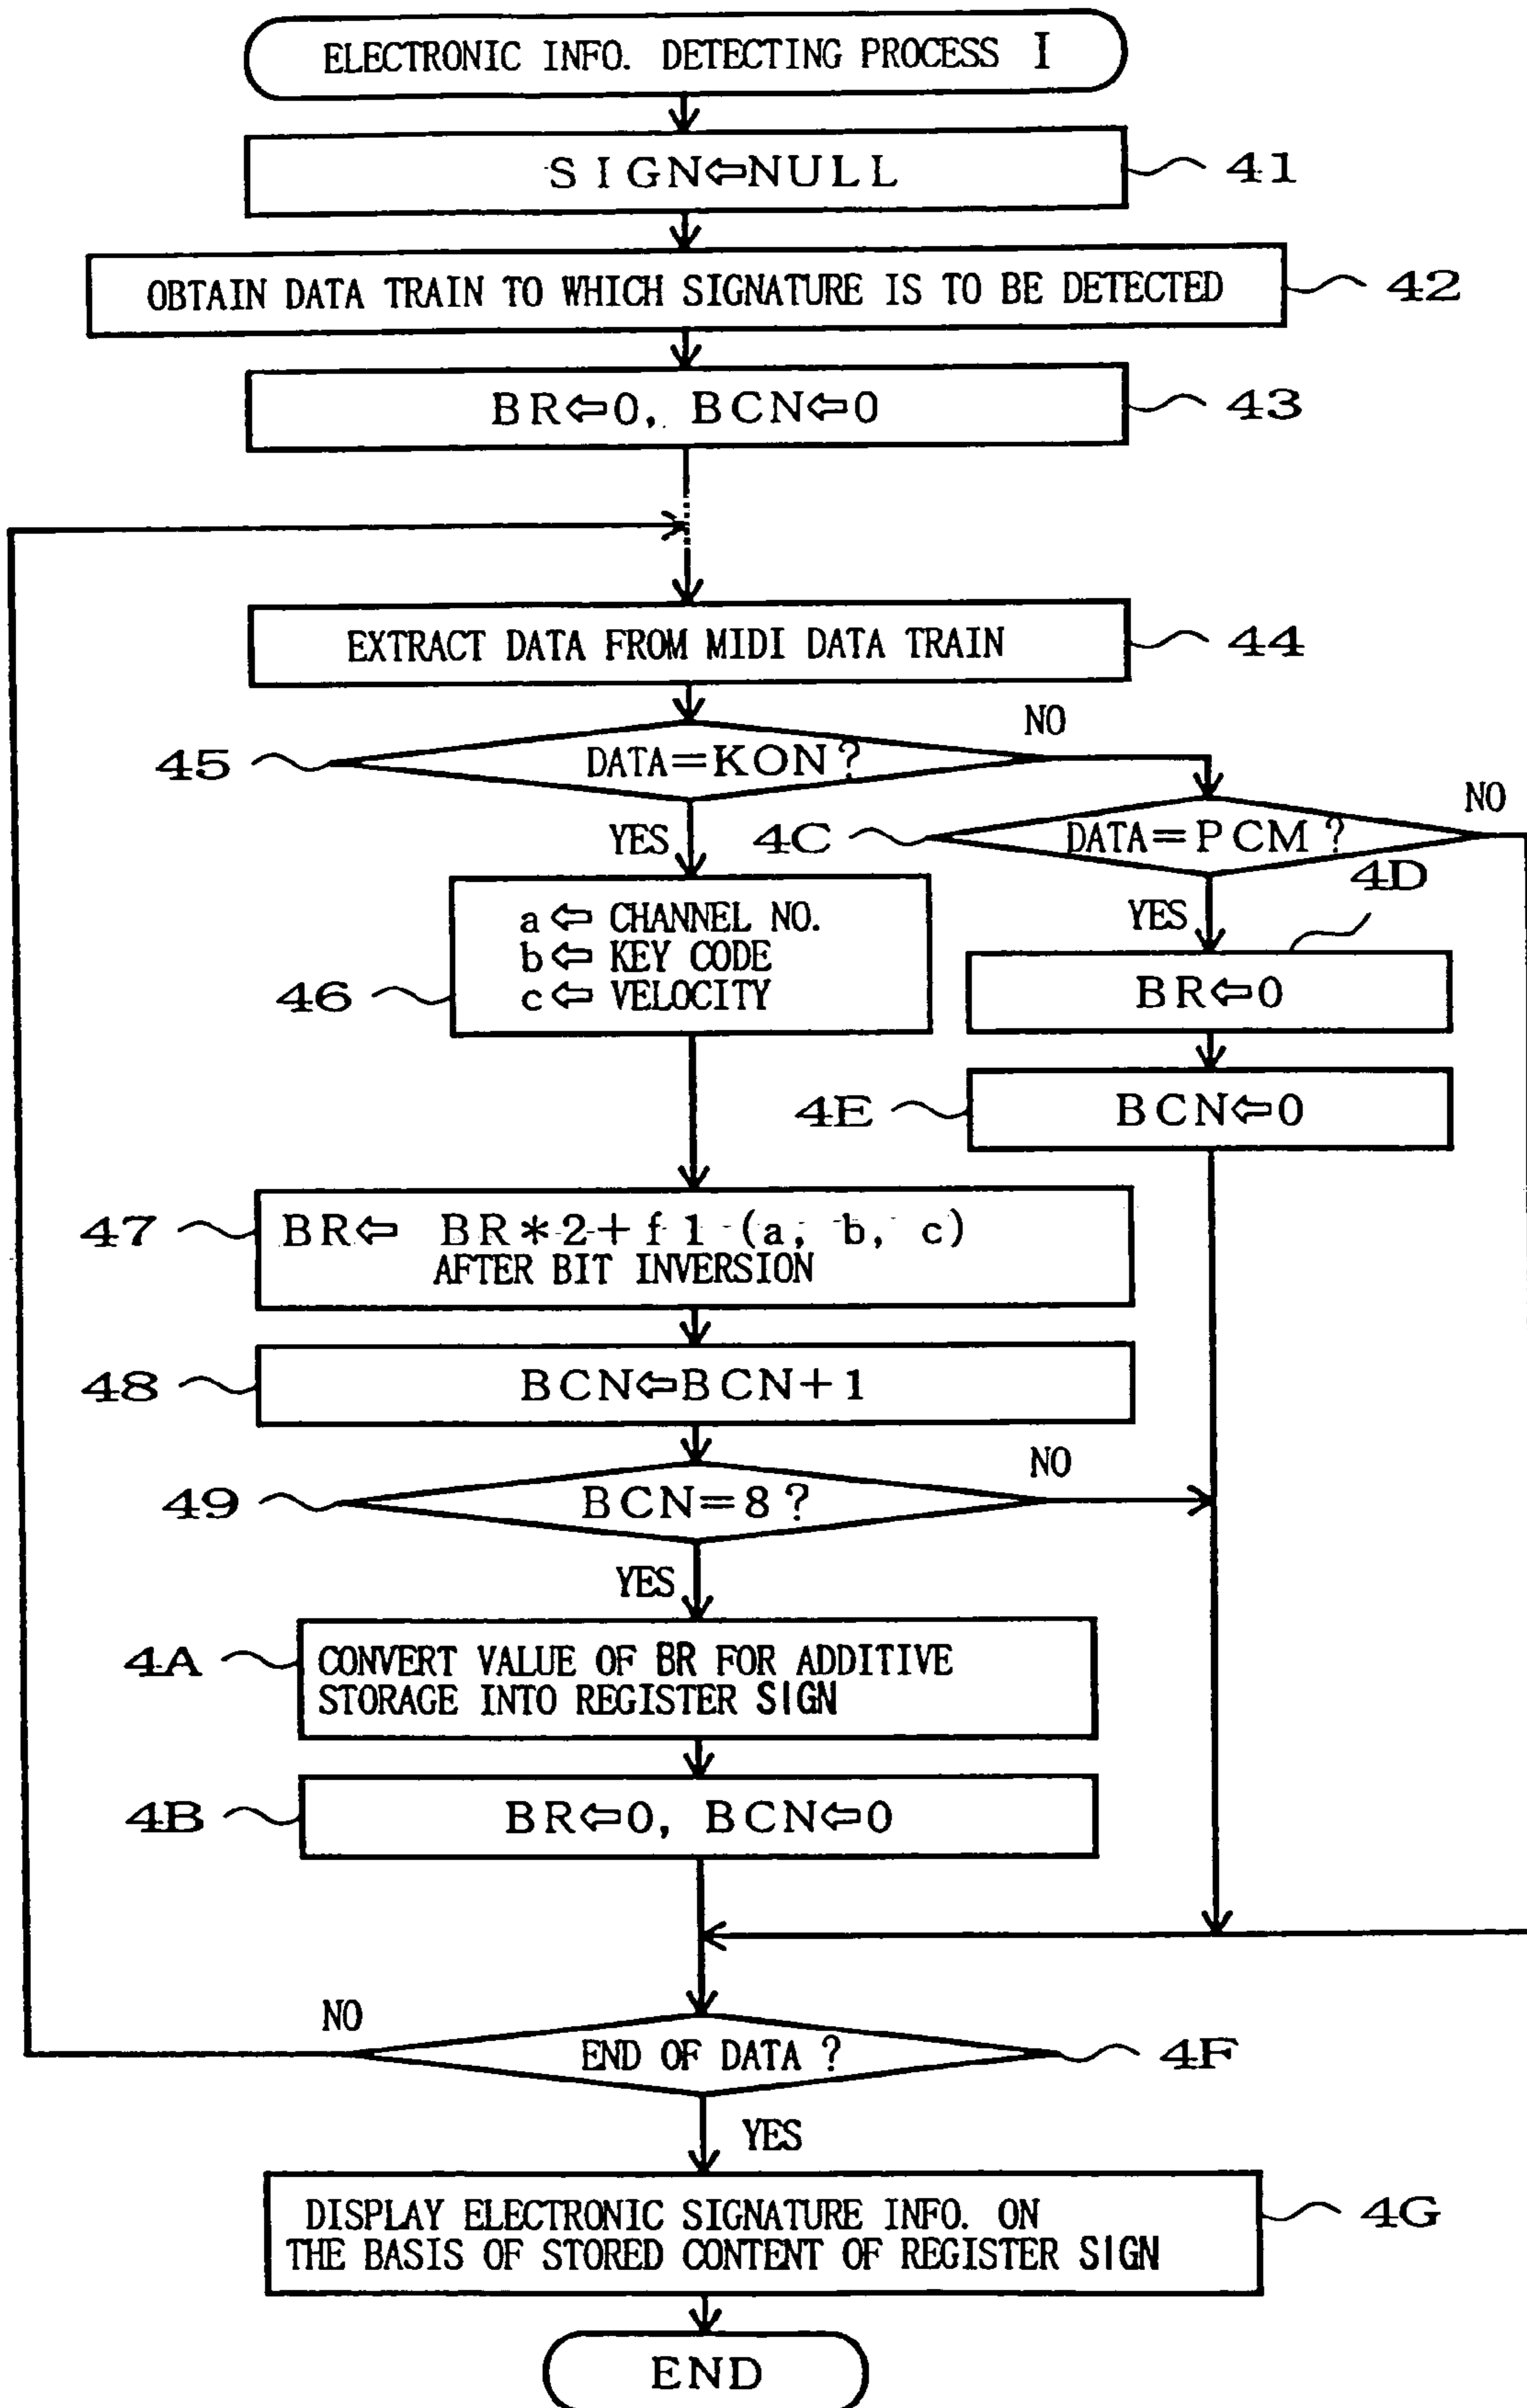 ELECTRONIC INFO. DETECTING PROCESS I
SIGN⇦NULL
41
OBTAIN DATA TRAIN TO WHICH SIGNATURE IS TO BE DETECTED
42
BR⇦0, BCN⇦0
43
EXTRACT DATA FROM MIDI DATA TRAIN
44
45
DATA=KON?
NO
YES
4C
DATA=PCM?
NO
4D
YES
46
a⇦ CHANNEL NO.
b⇦ KEY CODE
c⇦ VELOCITY
BR⇦0
4E
BCN⇦0
47
BR⇦ BR*2+f1 (a, b, c)
AFTER BIT INVERSION
48
BCN⇦BCN+1
49
BCN=8?
NO
YES
4A
CONVERT VALUE OF BR FOR ADDITIVE
STORAGE INTO REGISTER SIGN
4B
BR⇦0, BCN⇦0
NO
END OF DATA ?
4F
YES
DISPLAY ELECTRONIC SIGNATURE INFO. ON
THE BASIS OF STORED CONTENT OF REGISTER SIGN
4G
END